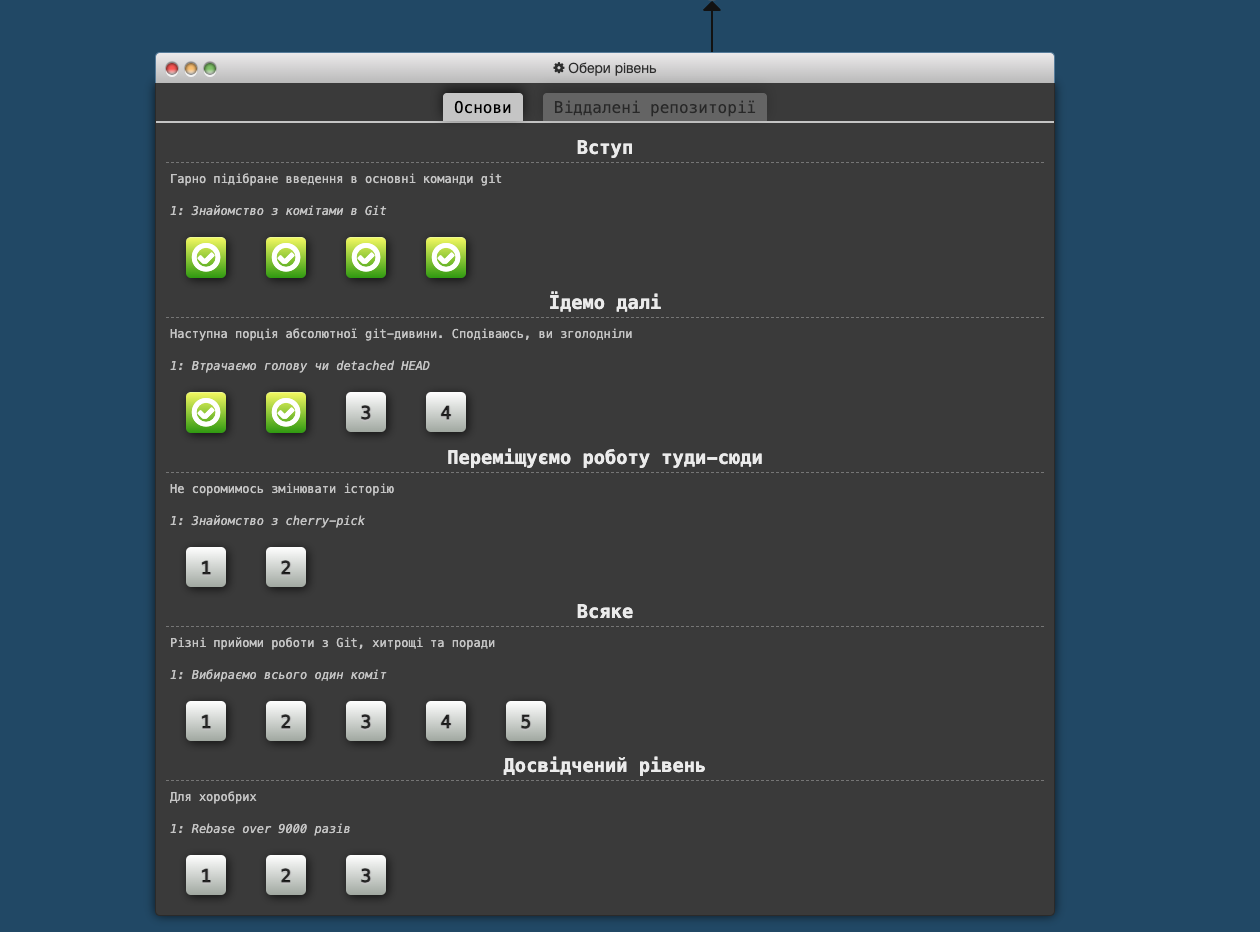 Обери рівень
Основи Віддалені репозиторії
Вступ
Гарно підібране введення в основні команди git
1: Знайомство з комітами в Git
Їдемо далі
Наступна порція абсолютної git-дивини. Сподіваюсь, ви зголодніли
1: Втрачаємо голову чи detached HEAD
3 4
Переміщуємо роботу туди-сюди
Не соромимось змінювати історію
1: Знайомство з cherry-pick
1 2
Всяке
Різні прийоми роботи з Git, хитрощі та поради
1: Вибираємо всього один коміт
1 2 3 4 5
Досвідчений рівень
Для хоробрих
1: Rebase over 9000 разів
1 2 3